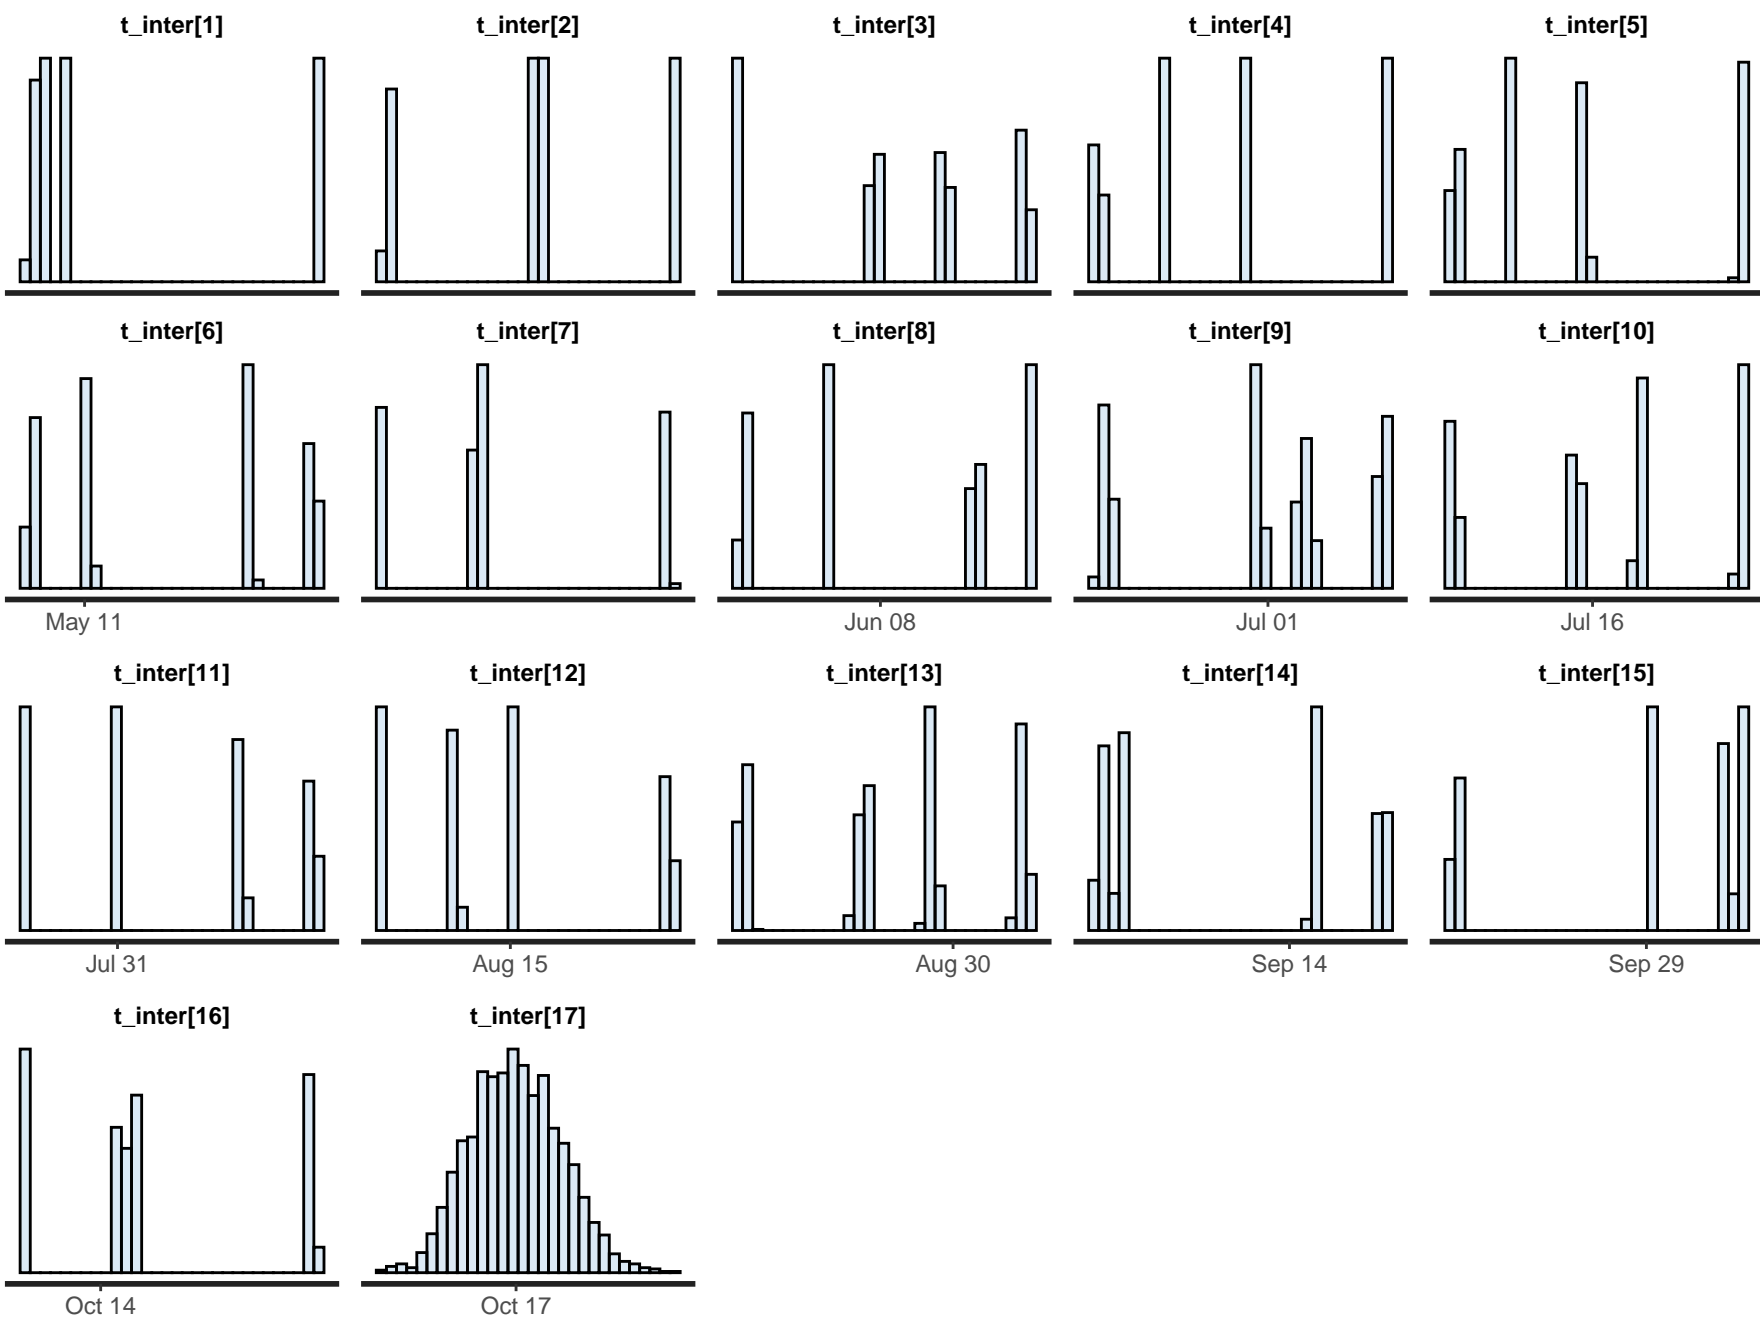 t_inter[1] t_inter[2] t_inter[3] t_inter[4] t_inter[5]
t_inter[6] t_inter[7] t_inter[8] t_inter[9] t_inter[10]
May 11 Jun 08 Jul 01 Jul 16
t_inter[11] t_inter[12] t_inter[13] t_inter[14] t_inter[15]
Jul 31 Aug 15 Aug 30 Sep 14 Sep 29
t_inter[16] t_inter[17]
Oct 14 Oct 17